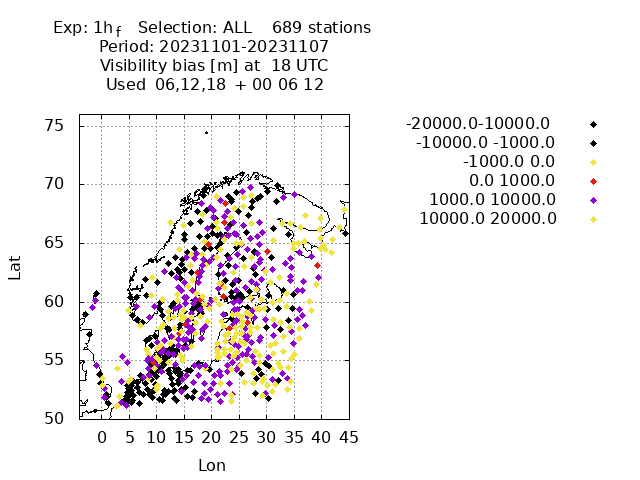 Exp: 1h_f Selection: ALL 689 stations
Period: 20231101-20231107
Visibility bias [m] at 18 UTC
Used 06,12,18 + 00 06 12
-20000.0-10000.0
-10000.0 -1000.0
-1000.0 0.0
0.0 1000.0
1000.0 10000.0
10000.0 20000.0
75
70
65
60
55
50
Lat
0 5 10 15 20 25 30 35 40 45
Lon